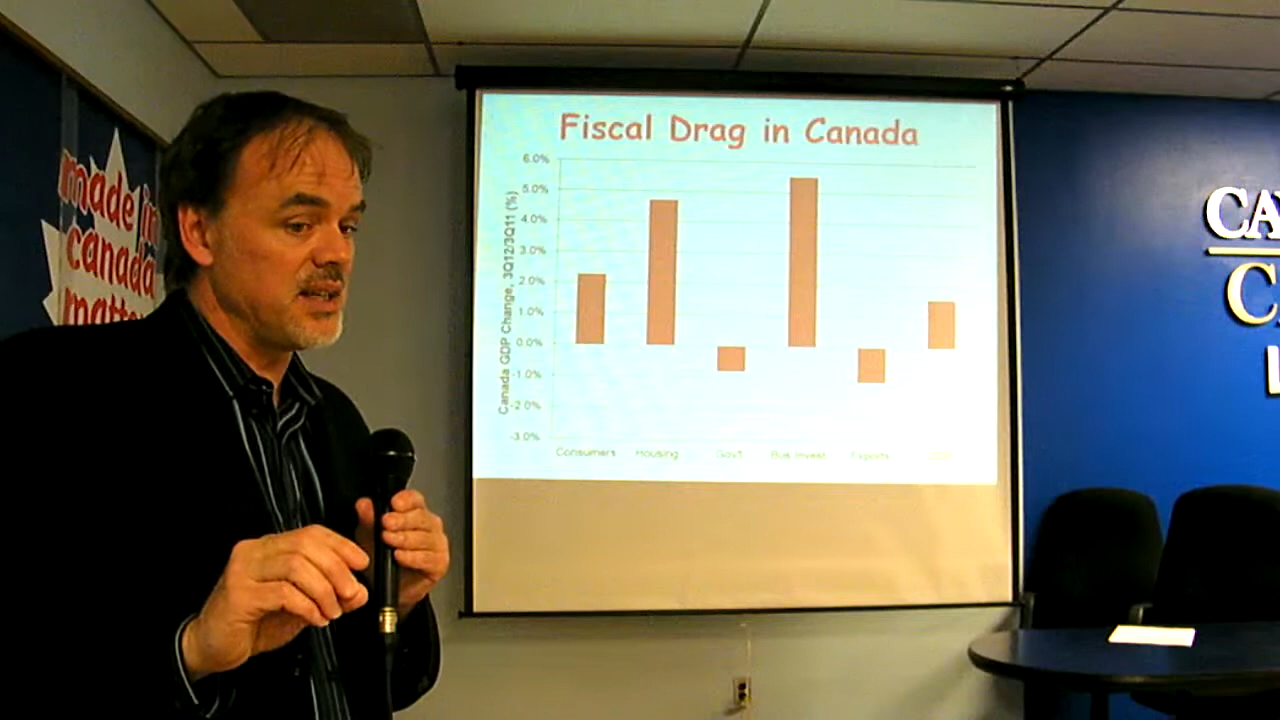 made in
canada
matte
Fiscal Drag in Canada
Canada GDP Change, 3Q12/3Q11 (%)
6.0%
5.0%
4.0%
3.0%
2.0%
1.0%
0.0%
-1.0%
-2.0%
-3.0%
Consumers Housing Gov't Bus Invest Exports
CA
C
L